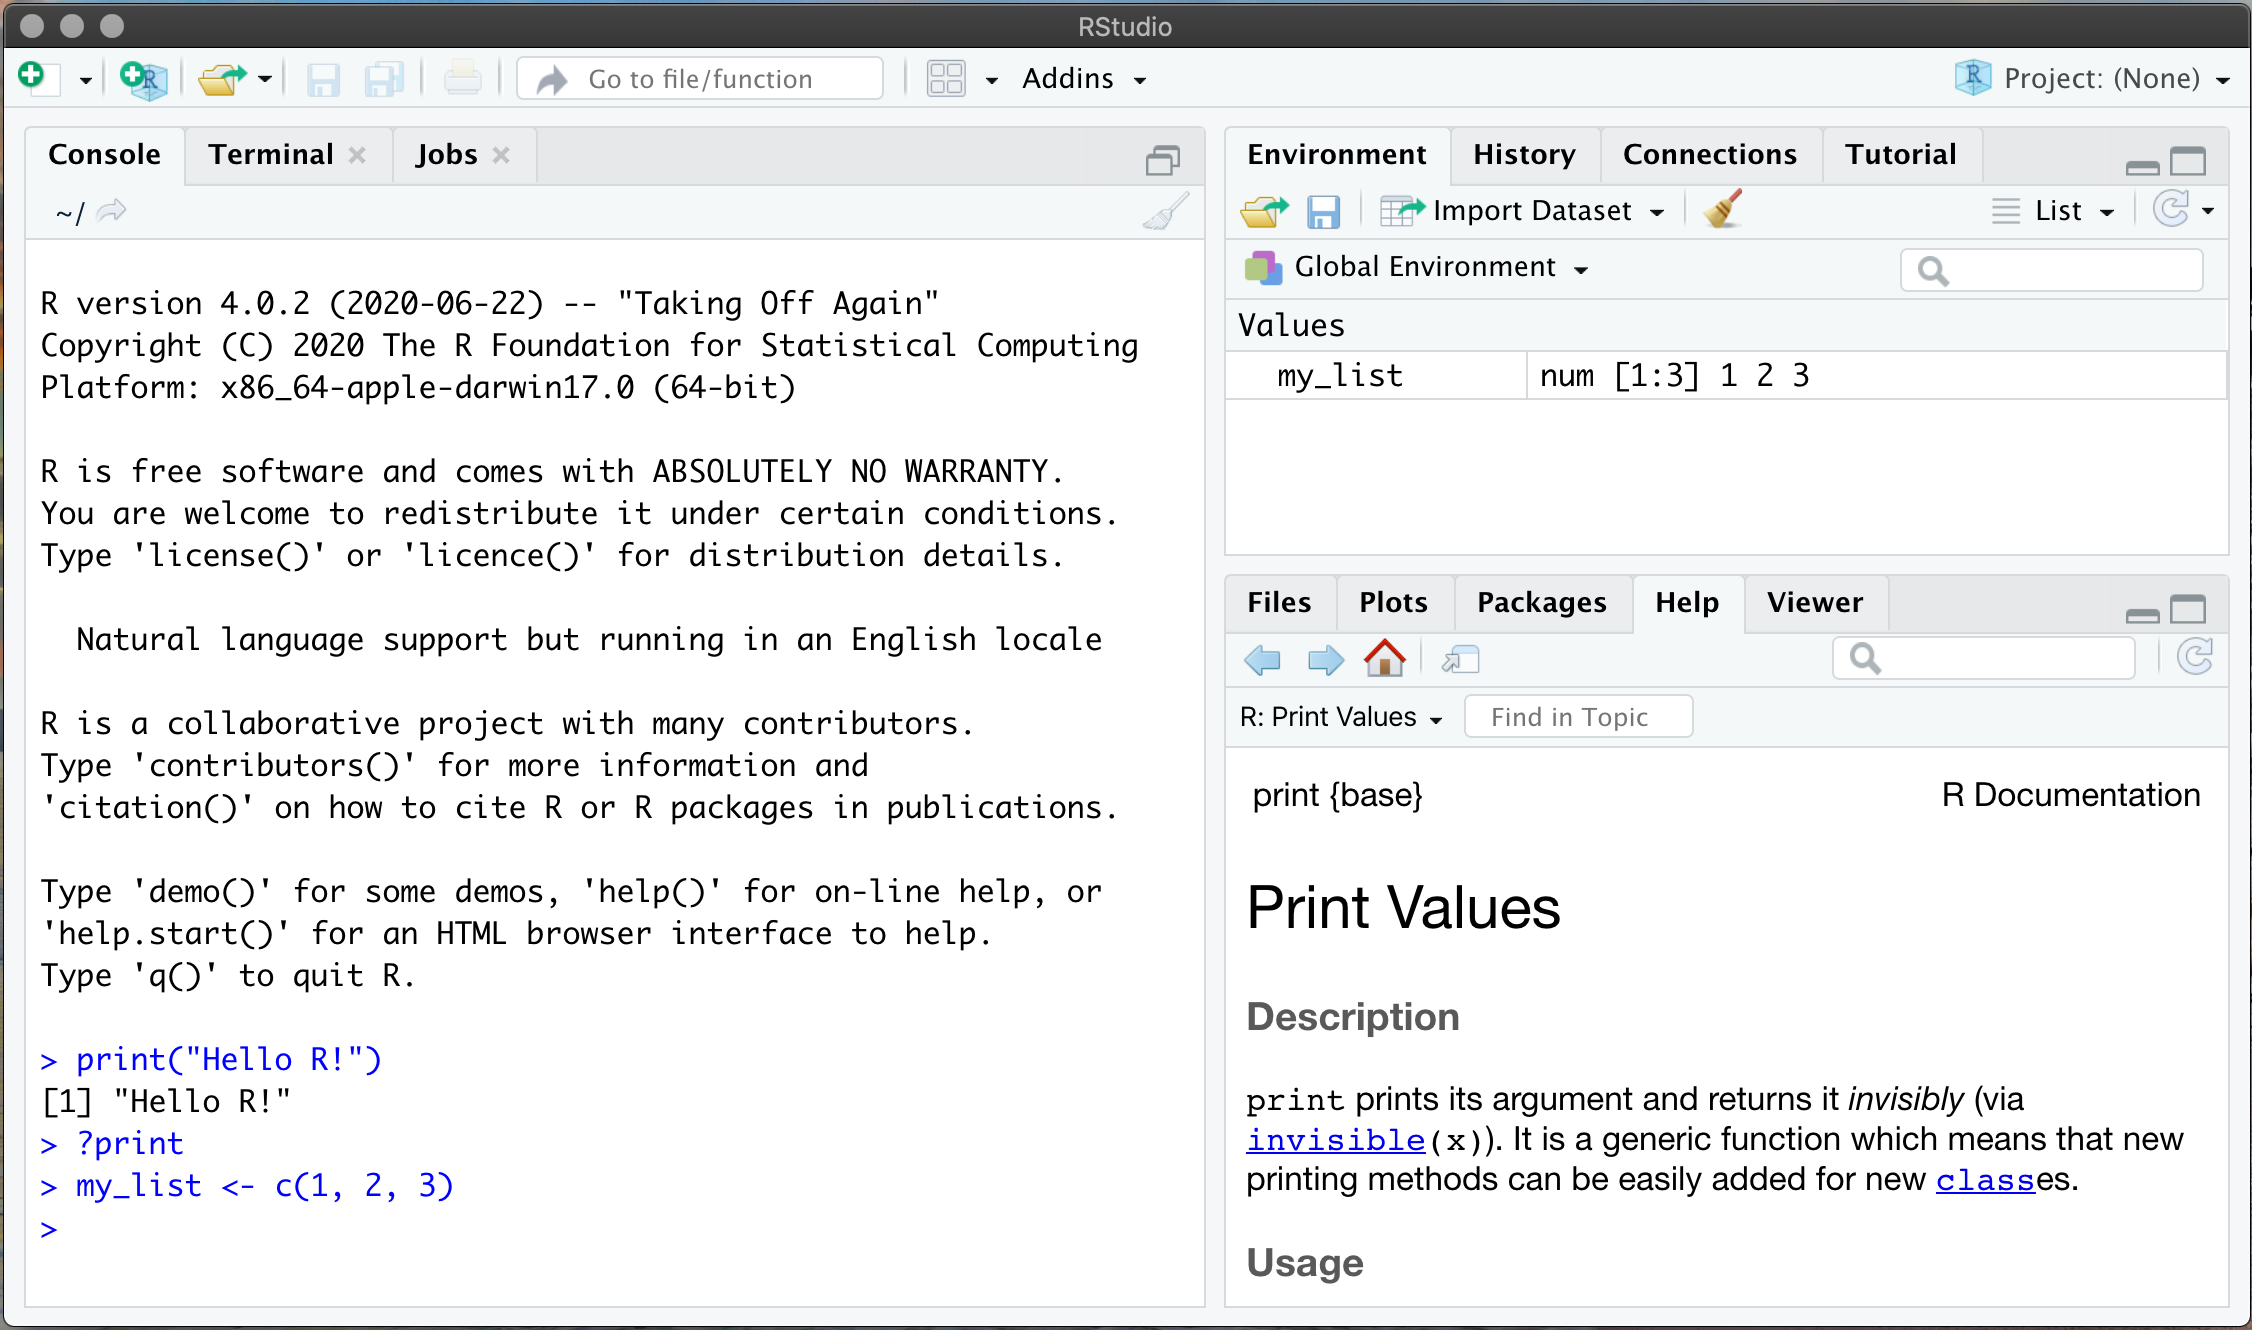 RStudio
Go to file/function
Addins
Project: (None)
Console Terminal Jobs
~/
R version 4.0.2 (2020-06-22) -- "Taking Off Again"
Copyright (C) 2020 The R Foundation for Statistical Computing
Platform: x86_64-apple-darwin17.0 (64-bit)
R is free software and comes with ABSOLUTELY NO WARRANTY.
You are welcome to redistribute it under certain conditions.
Type 'license()' or 'licence()' for distribution details.
Natural language support but running in an English locale
R is a collaborative project with many contributors.
Type 'contributors()' for more information and
'citation()' on how to cite R or R packages in publications.
Type 'demo()' for some demos, 'help()' for on-line help, or
'help.start()' for an HTML browser interface to help.
Type 'q()' to quit R.
> print("Hello R!")
[1] "Hello R!"
> ?print
> my_list <- c(1, 2, 3)
>
Environment History Connections Tutorial
Import Dataset List
Global Environment
Values
my_list num [1:3] 1 2 3
Files Plots Packages Help Viewer
R: Print Values Find in Topic
print {base} R Documentation
Print Values
Description
print prints its argument and returns it invisibly (via
invisible(x)). It is a generic function which means that new
printing methods can be easily added for new classes.
Usage